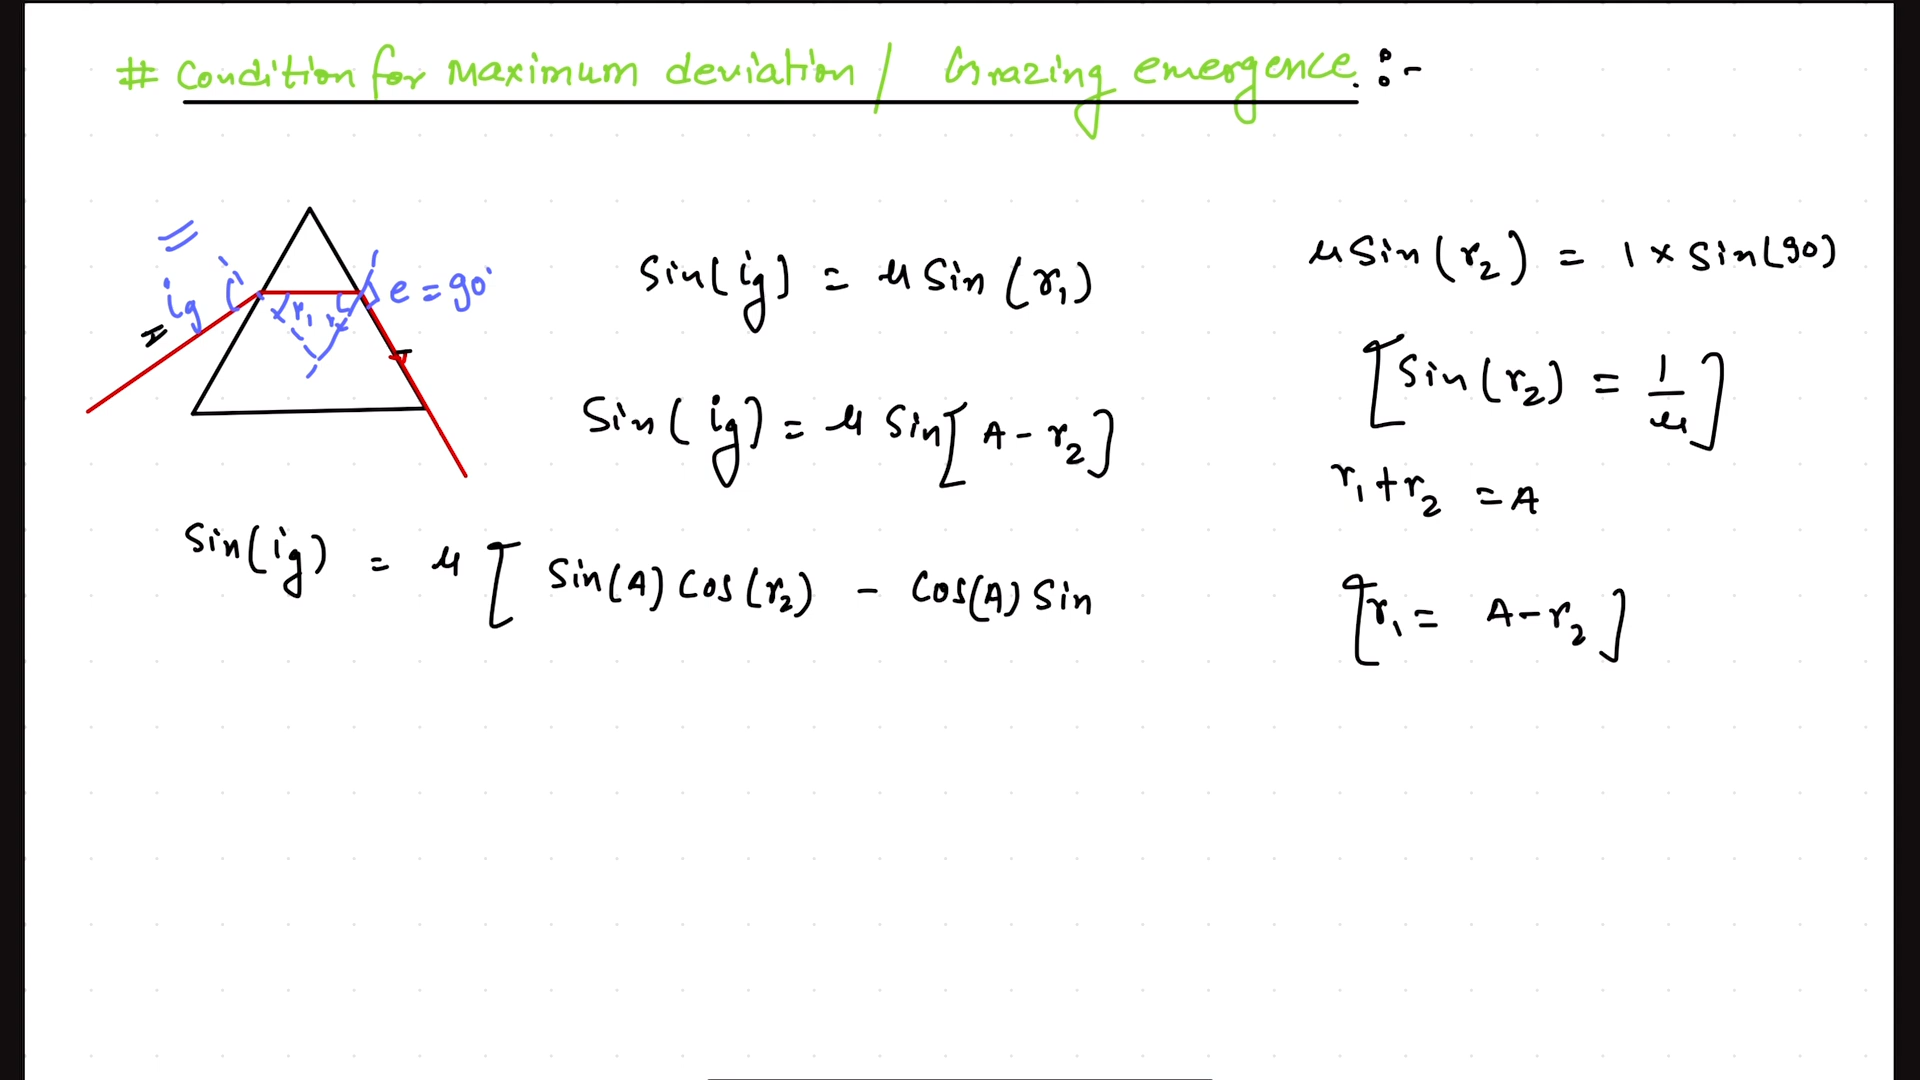 # Condition for Maximum deviation / Grazing emergence :-
ig i
r1 r2
e = 90°
Sin(ig) = μ Sin (r1)
Sin(ig) = μ Sin[A - r2]
Sin(ig) = μ [ Sin(A) Cos(r2) - Cos(A) Sin
μ Sin(r2) = 1 × Sin(90)
[Sin(r2) = 1/μ]
r1 + r2 = A
[r1 = A - r2]